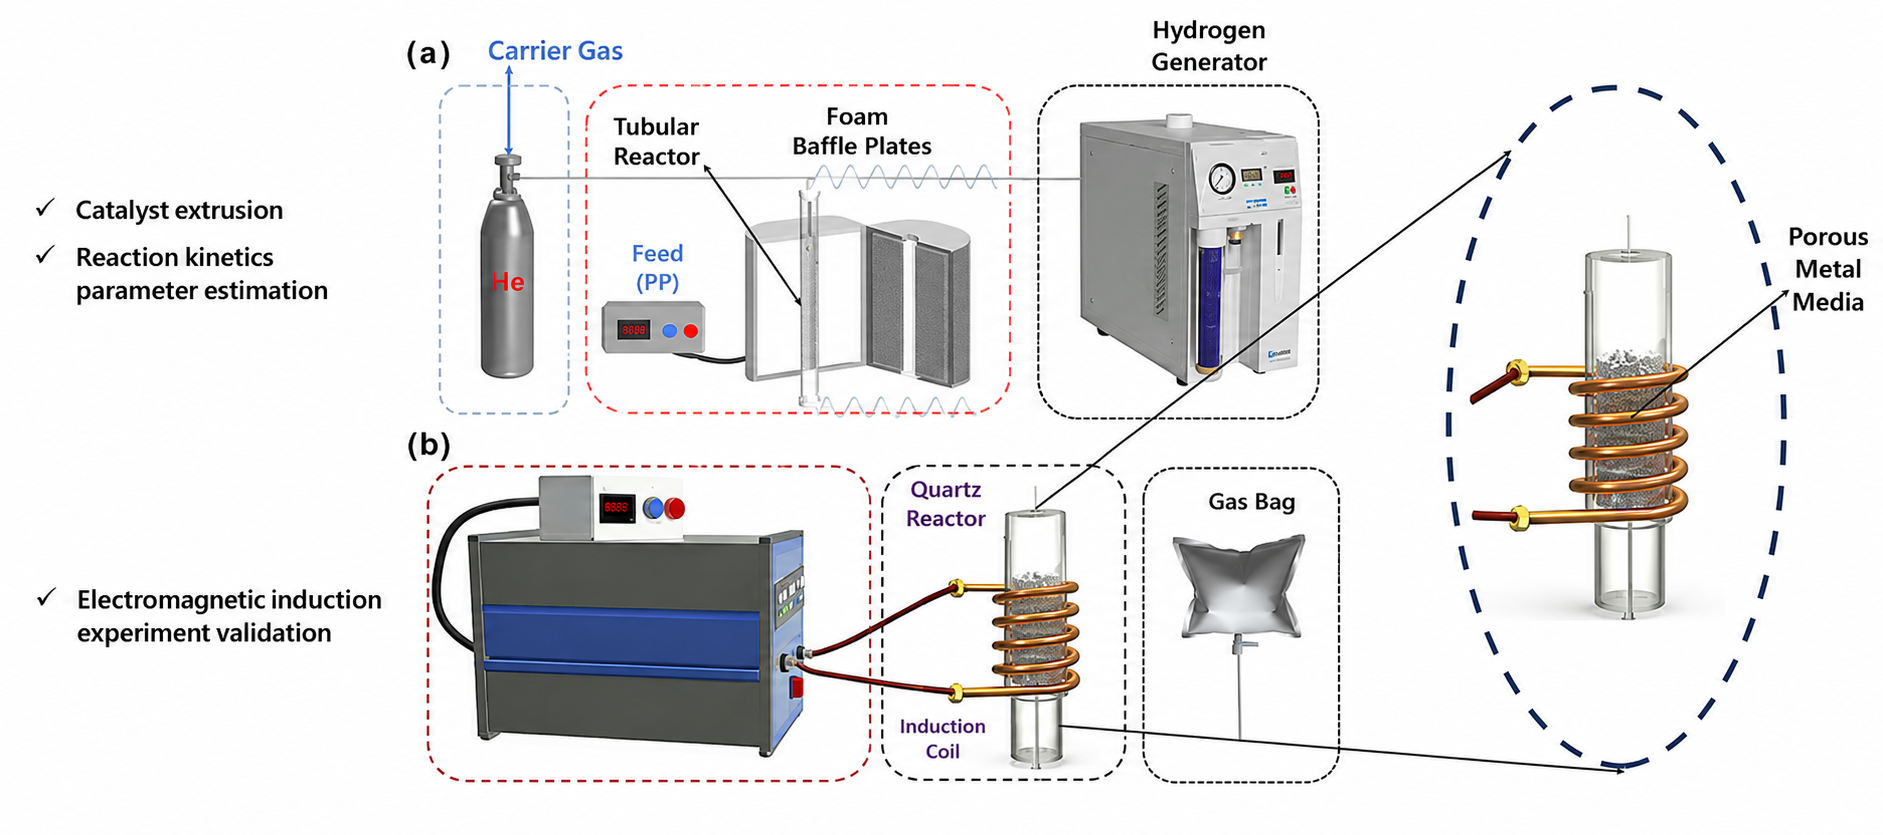 (a)
Carrier Gas
Hydrogen
Generator
Tubular
Reactor
Foam
Baffle Plates
✓ Catalyst extrusion
✓ Reaction kinetics
parameter estimation
He
Feed
(PP)
8888
Porous
Metal
Media
(b)
8888
Quartz
Reactor
Gas Bag
✓ Electromagnetic induction
experiment validation
Induction
Coil